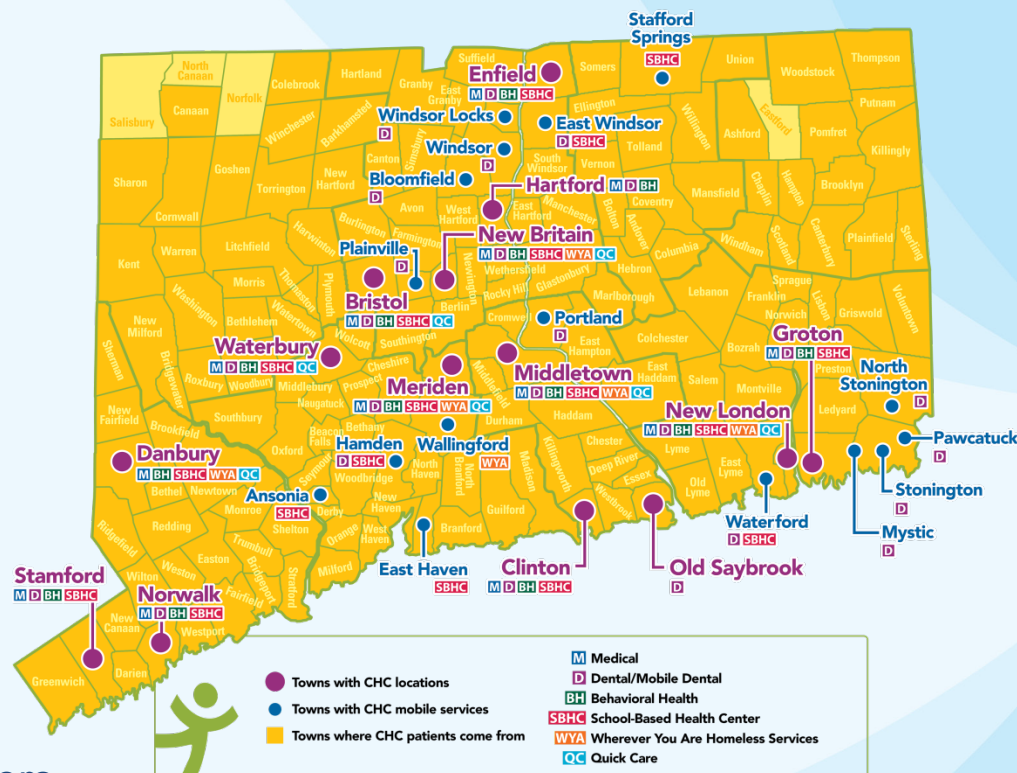 Stafford
Springs
SBHC
North
Canaan
Colebrook
Hartland
Suffield
Enfield
M D BH SBHC
Somers
Union
Woodstock
Thompson
Salisbury
Canaan
Norfolk
Winchester
Barkhamsted
Granby
East
Granby
Windsor Locks
D
Ellington
East Windsor
D SBHC
Willington
Ashford
Eastford
Pomfret
Putnam
Killingly
Sharon
Goshen
Torrington
New
Hartford
Canton
Simsbury
Windsor
D
Bloomfield
D
South
Windsor
Vernon
Tolland
Mansfield
Chaplin
Hampton
Brooklyn
Cornwall
Avon
West
Hartford
Hartford M D BH
East
Hartford
Manchester
Bolton
Coventry
Andover
Columbia
Windham
Scotland
Canterbury
Plainfield
Sterling
Kent
Warren
Litchfield
Harwinton
Burlington
Farmington
Plainville
D
New Britain
M D BH SBHC WYA QC
Newington
Wethersfield
Rocky Hill
Glastonbury
Hebron
Marlborough
Lebanon
Franklin
Sprague
Lisbon
Griswold
Voluntown
Norwich
Washington
Morris
Bethlehem
Thomaston
Watertown
Plymouth
Bristol
M D BH SBHC QC
Wolcott
Southington
Berlin
Cromwell
Portland
D
East
Hampton
Colchester
Bozrah
Groton
M D BH SBHC
Preston
North
Stonington
D
New
Milford
Sherman
Bridgewater
Roxbury
Woodbury
Waterbury
M D BH SBHC QC
Middlebury
Naugatuck
Prospect
Cheshire
Meriden
M D BH SBHC WYA QC
Middlefield
Middletown
M D BH SBHC WYA QC
East
Haddam
Salem
Montville
Ledyard
New
Fairfield
Brookfield
Southbury
Oxford
Beacon
Falls
Bethany
Wallingford
WYA
Durham
Haddam
New London
M D BH SBHC WYA QC
Pawcatuck
D
Danbury
M BH SBHC WYA QC
Bethel
Newtown
Monroe
Seymour
Hamden
D SBHC
Woodbridge
North
Haven
North
Branford
Madison
Killingworth
Chester
Deep River
Essex
Westbrook
Lyme
Old
Lyme
East
Lyme
Stonington
D
Ansonia
SBHC
Derby
Shelton
Orange
New
Haven
West
Haven
Branford
Guilford
Waterford
D SBHC
Mystic
D
Ridgefield
Redding
Easton
Trumbull
Bridgeport
Stratford
Milford
East Haven
SBHC
Clinton
M D BH SBHC
Old Saybrook
D
Stamford
M D BH SBHC
Wilton
Weston
Fairfield
Norwalk
M D BH SBHC
New
Canaan
Westport
Darien
Greenwich
Towns with CHC locations
Towns with CHC mobile services
Towns where CHC patients come from
M Medical
D Dental/Mobile Dental
BH Behavioral Health
SBHC School-Based Health Center
WYA Wherever You Are Homeless Services
QC Quick Care